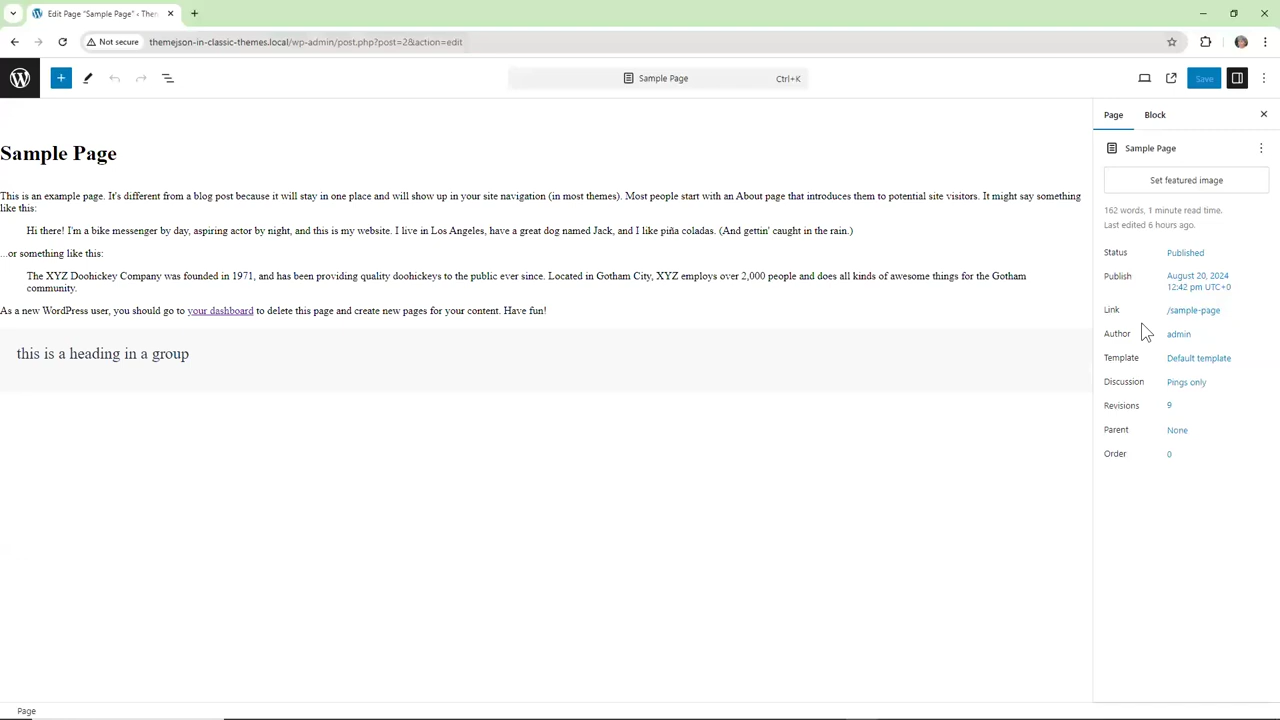 Edit Page “Sample Page” ‹ Then
Not secure themejson-in-classic-themes.local/wp-admin/post.php?post=2&action=edit
Sample Page Ctrl+K
Save
Page Block
Sample Page
Set featured image
162 words, 1 minute read time.
Last edited 6 hours ago.
Status Published
Publish August 20, 2024
12:42 pm UTC+0
Link /sample-page
Author admin
Template Default template
Discussion Pings only
Revisions 9
Parent None
Order 0
Sample Page
This is an example page. It's different from a blog post because it will stay in one place and will show up in your site navigation (in most themes). Most people start with an About page that introduces them to potential site visitors. It might say something
like this:
Hi there! I'm a bike messenger by day, aspiring actor by night, and this is my website. I live in Los Angeles, have a great dog named Jack, and I like piña coladas. (And gettin' caught in the rain.)
...or something like this:
The XYZ Doohickey Company was founded in 1971, and has been providing quality doohickeys to the public ever since. Located in Gotham City, XYZ employs over 2,000 people and does all kinds of awesome things for the Gotham
community.
As a new WordPress user, you should go to your dashboard to delete this page and create new pages for your content. Have fun!
this is a heading in a group
Page